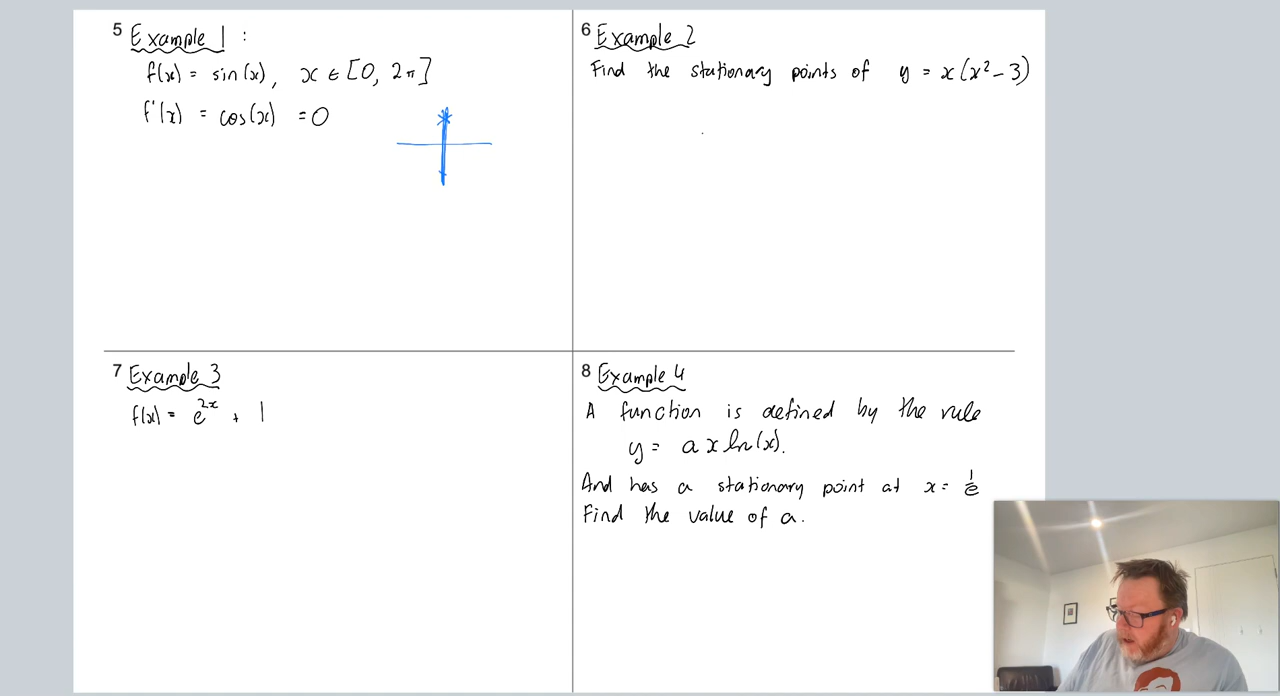 5 Example 1 :
f(x) = sin(x), x ∈ [0, 2π]
f'(x) = cos(x) = 0
6 Example 2
Find the stationary points of y = x(x² - 3)
7 Example 3
f(x) = e^{2x} + 1
8 Example 4
A function is defined by the rule
y = a x ln(x).
And has a stationary point at x = 1/e
Find the value of a.